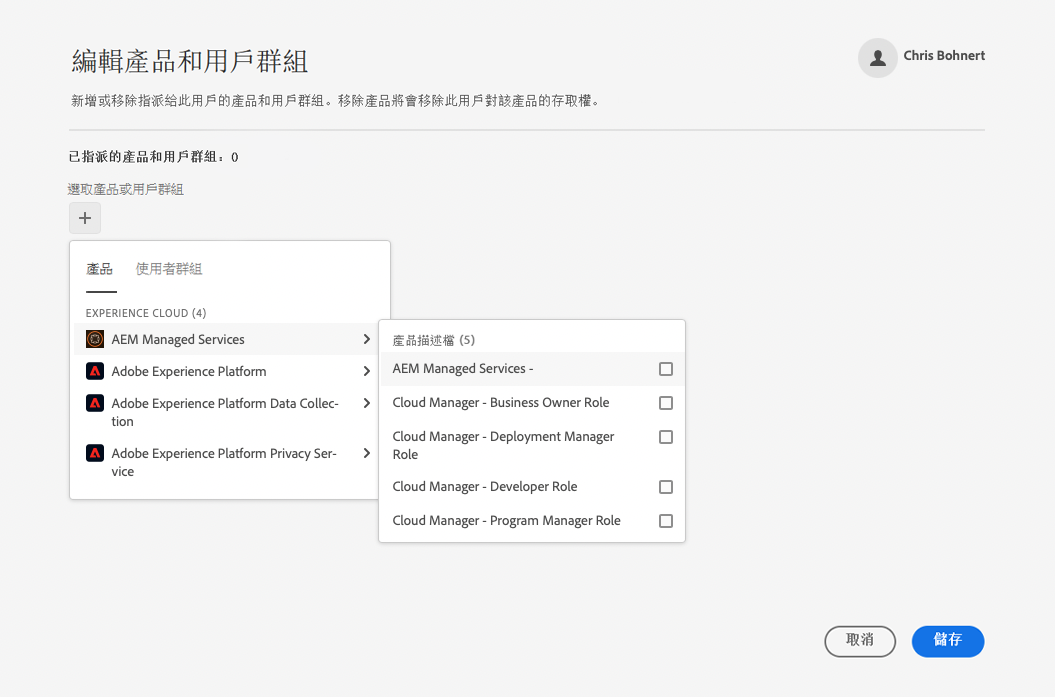 編輯產品和用戶群組
Chris Bohnert
新增或移除指派給此用戶的產品和用戶群組。移除產品將會移除此用戶對該產品的存取權。
已指派的產品和用戶群組：0
選取產品或用戶群組
產品 使用者群組
EXPERIENCE CLOUD (4)
AEM Managed Services
Adobe Experience Platform
Adobe Experience Platform Data Collec-
tion
Adobe Experience Platform Privacy Ser-
vice
產品描述檔 (5)
AEM Managed Services -
Cloud Manager - Business Owner Role
Cloud Manager - Deployment Manager
Role
Cloud Manager - Developer Role
Cloud Manager - Program Manager Role
取消
儲存